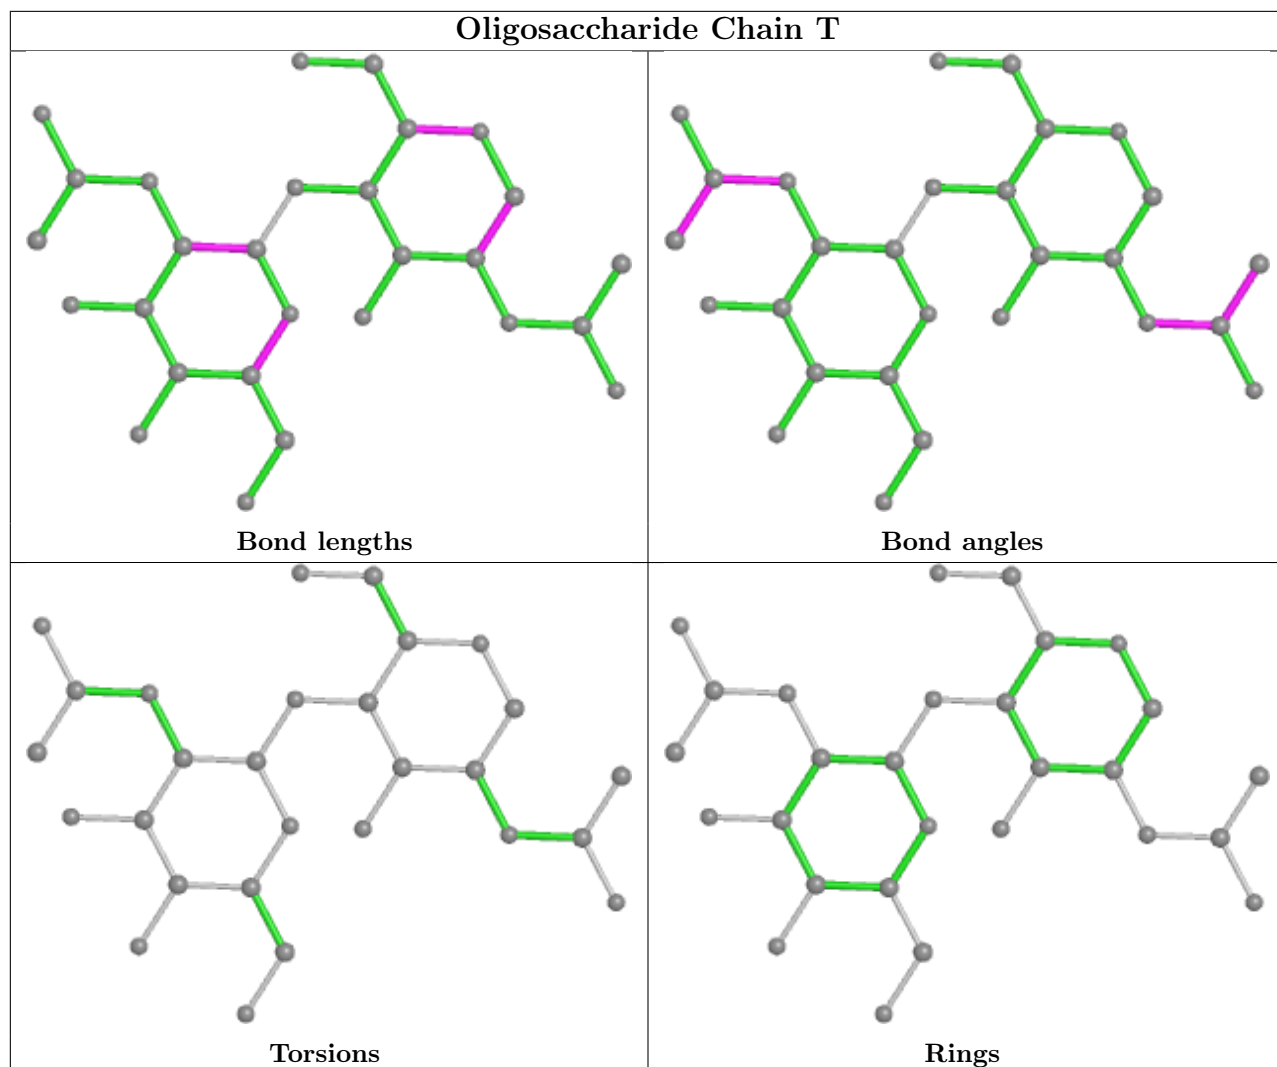 Oligosaccharide Chain T
Bond lengths
Bond angles
Torsions
Rings